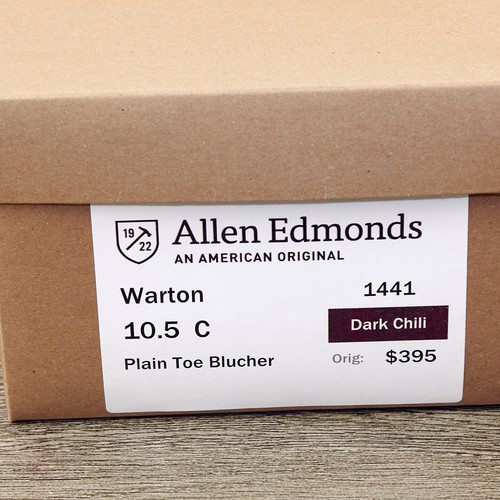 19 22
Allen Edmonds
AN AMERICAN ORIGINAL
Warton
1441
10.5 C
Dark Chili
Plain Toe Blucher
Orig: $395